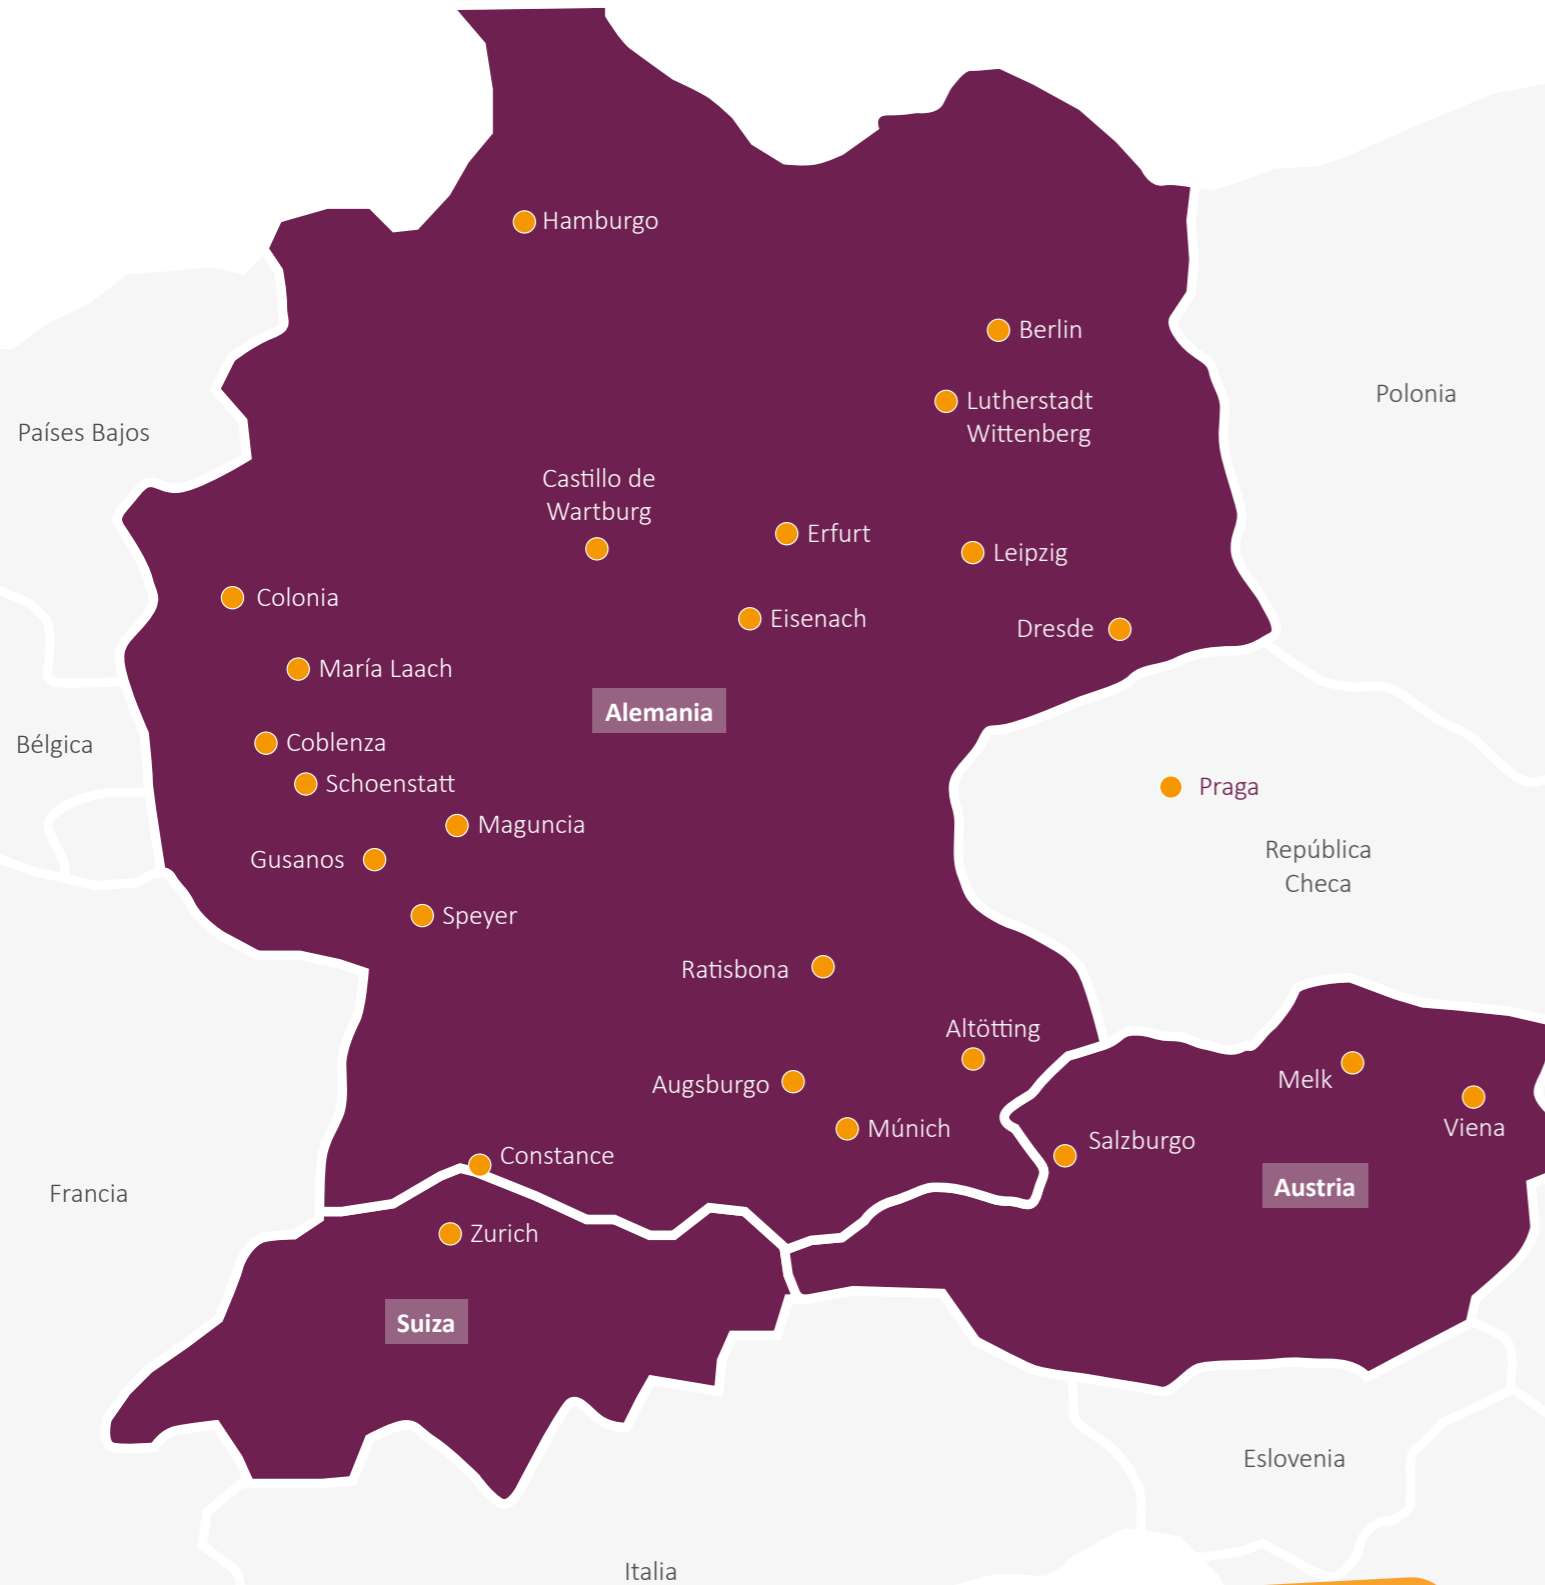 Hamburgo
Berlin
Lutherstadt
Wittenberg
Polonia
Países Bajos
Castillo de
Wartburg
Erfurt
Leipzig
Colonia
Eisenach
Dresde
María Laach
Alemania
Bélgica
Coblenza
Schoenstatt
Praga
Maguncia
República
Checa
Gusanos
Speyer
Ratisbona
Altötting
Augsburgo
Melk
Múnich
Viena
Salzburgo
Constance
Austria
Francia
Zurich
Suiza
Eslovenia
Italia